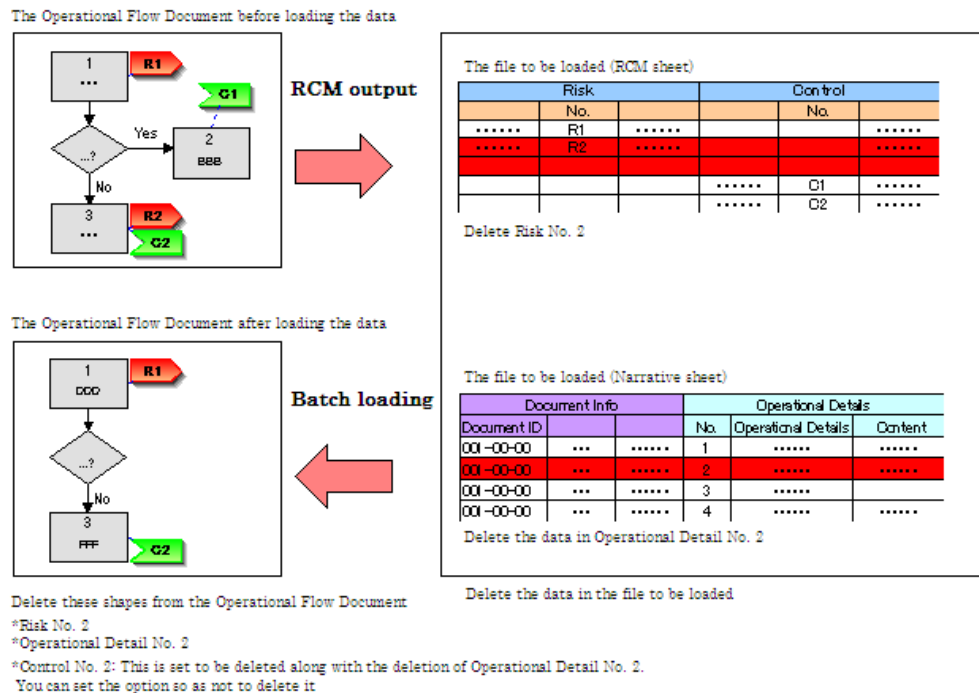 The Operational Flow Document before loading the data
1
...
R1
C1
Yes
...?
2
BBB
No
3
...
R2
C2
RCM output
The file to be loaded (RCM sheet)
Risk Control
No. No.
...... R1 ...... ......
...... R2 ...... ......
...... C1 ......
...... C2 ......
Delete Risk No. 2
The Operational Flow Document after loading the data
1
DDD
R1
...?
No
3
FFF
C2
Batch loading
The file to be loaded (Narrative sheet)
Document Info Operational Details
Document ID No. Operational Details Content
001-00-00 ... ...... 1 ...... ......
001-00-00 ... ...... 2 ...... ......
001-00-00 ... ...... 3 ......
001-00-00 ... ...... 4 ...... ......
Delete the data in Operational Detail No. 2
Delete the data in the file to be loaded
Delete these shapes from the Operational Flow Document
*Risk No. 2
*Operational Detail No. 2
*Control No. 2: This is set to be deleted along with the deletion of Operational Detail No. 2.
You can set the option so as not to delete it